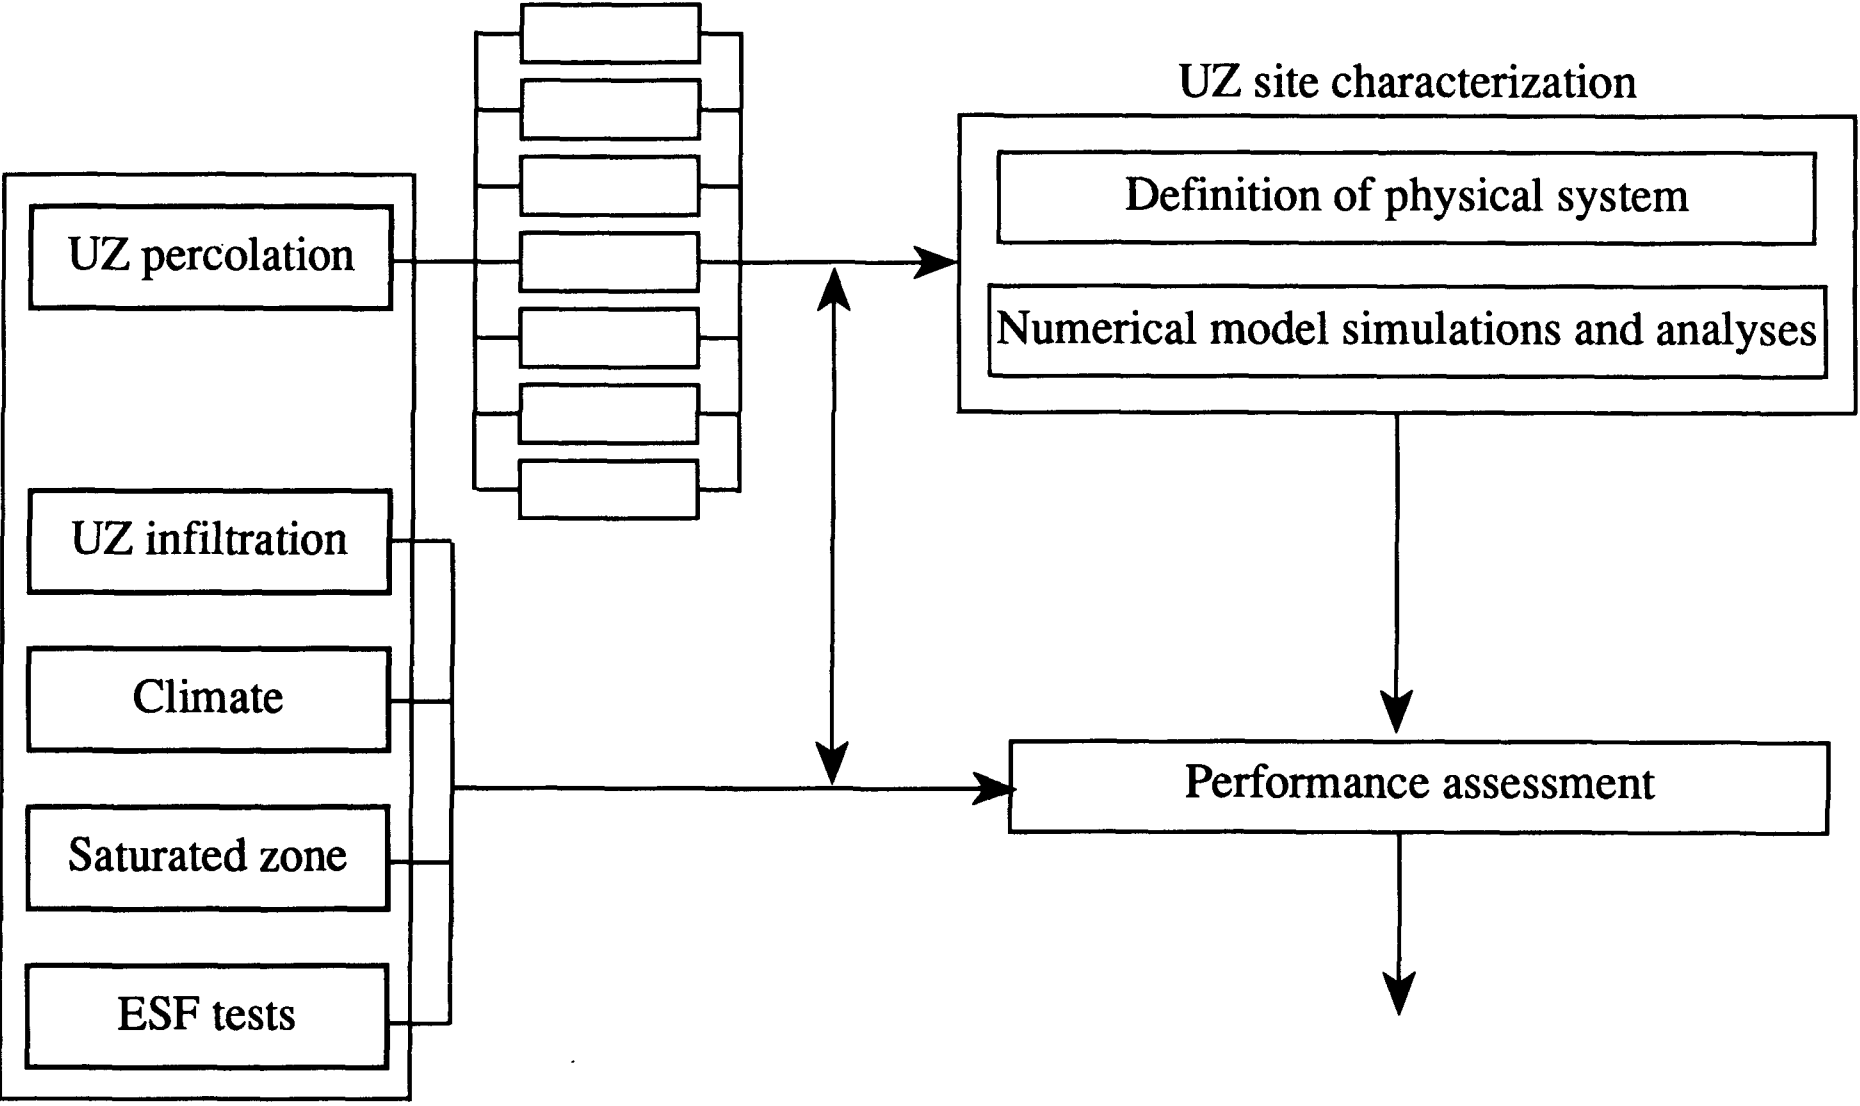 UZ site characterization
Definition of physical system
UZ percolation
Numerical model simulations and analyses
UZ infiltration
Climate
Performance assessment
Saturated zone
ESF tests